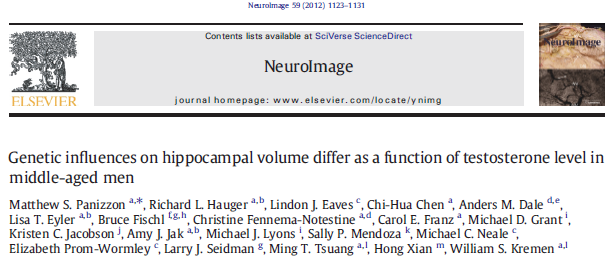 NeuroImage 59 (2012) 1123–1131
Contents lists available at SciVerse ScienceDirect
NeuroImage
journal homepage: www.elsevier.com/locate/ynimg
ELSEVIER
NeuroImage
Genetic influences on hippocampal volume differ as a function of testosterone level in
middle-aged men
Matthew S. Panizzon a,*, Richard L. Hauger a,b, Lindon J. Eaves c, Chi-Hua Chen a, Anders M. Dale d,e,
Lisa T. Eyler a,b, Bruce Fischl f,g,h, Christine Fennema-Notestine a,d, Carol E. Franz a, Michael D. Grant i,
Kristen C. Jacobson j, Amy J. Jak a,b, Michael J. Lyons i, Sally P. Mendoza k, Michael C. Neale c,
Elizabeth Prom-Wormley c, Larry J. Seidman g, Ming T. Tsuang a,l, Hong Xian m, William S. Kremen a,l